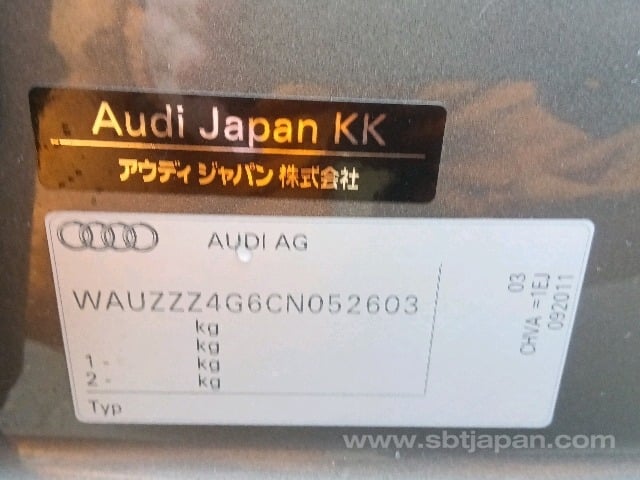 Audi Japan KK
アウディ ジャパン 株式会社
AUDI AG
WAUZZZ4G6CN052603
kg
kg
1. - kg
2. - kg
Typ
03
CHVA =1EJ
092011
www.sbtjapan.com